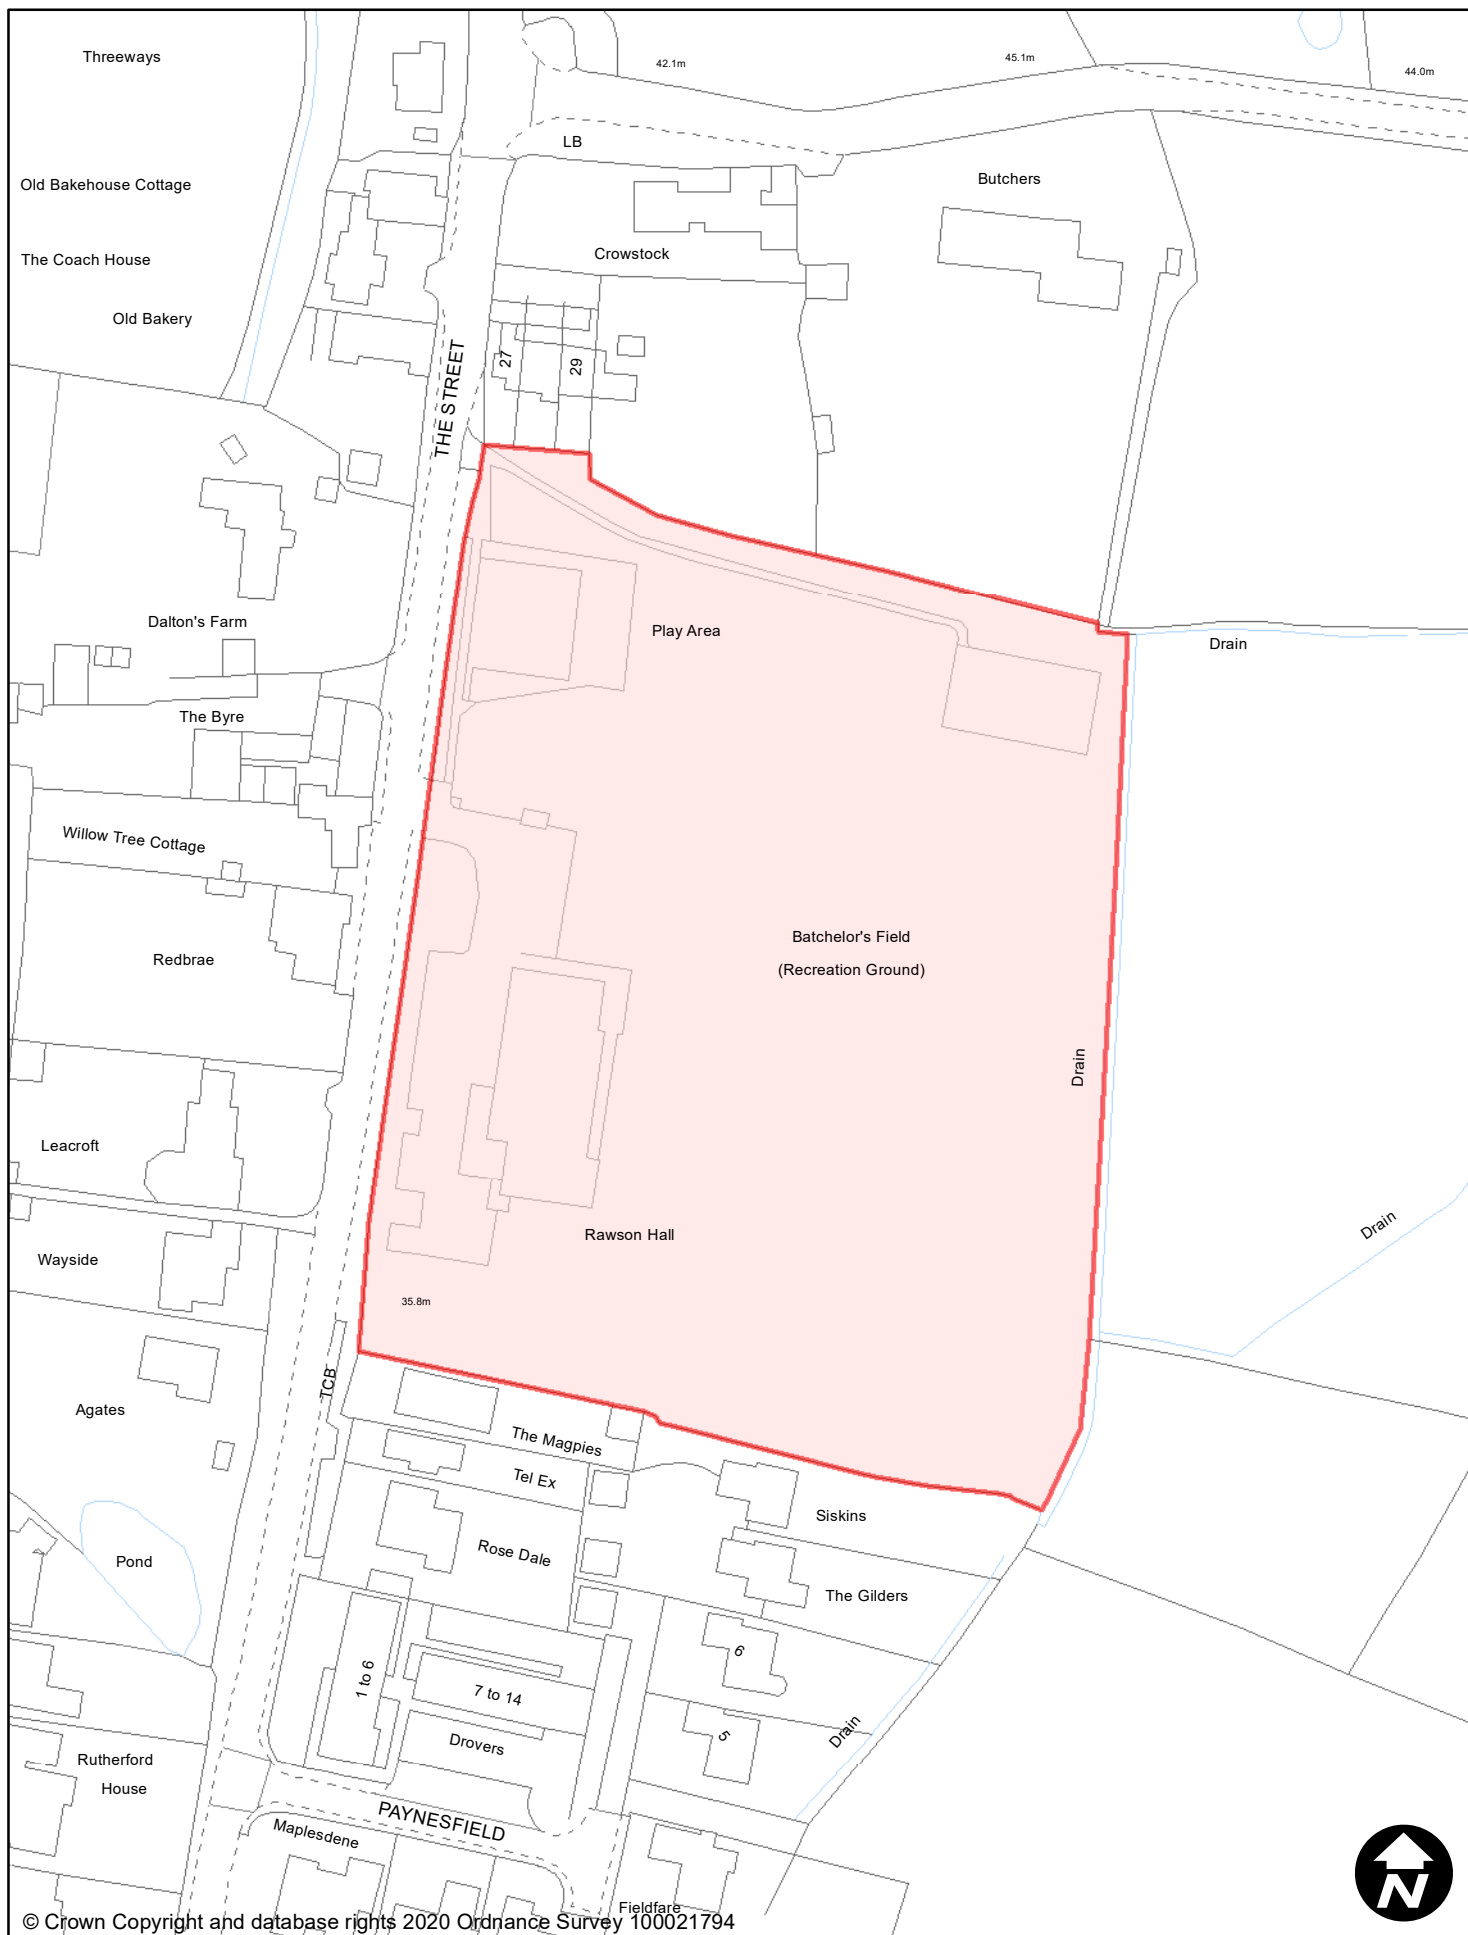 Threeways
42.1m
45.1m
44.0m
LB
Old Bakehouse Cottage
Butchers
The Coach House
Crowstock
Old Bakery
THE STREET
27
29
Dalton's Farm
Play Area
Drain
The Byre
Willow Tree Cottage
Batchelor's Field
(Recreation Ground)
Redbrae
Drain
Leacroft
Drain
Rawson Hall
Wayside
35.8m
TCB
Agates
The Magpies
Tel Ex
Siskins
Rose Dale
Pond
The Gilders
6
1 to 6
7 to 14
5
Drain
Drovers
Rutherford
House
PAYNESFIELD
Maplesdene
Fieldfare
N
© Crown Copyright and database rights 2020 Ordnance Survey 100021794